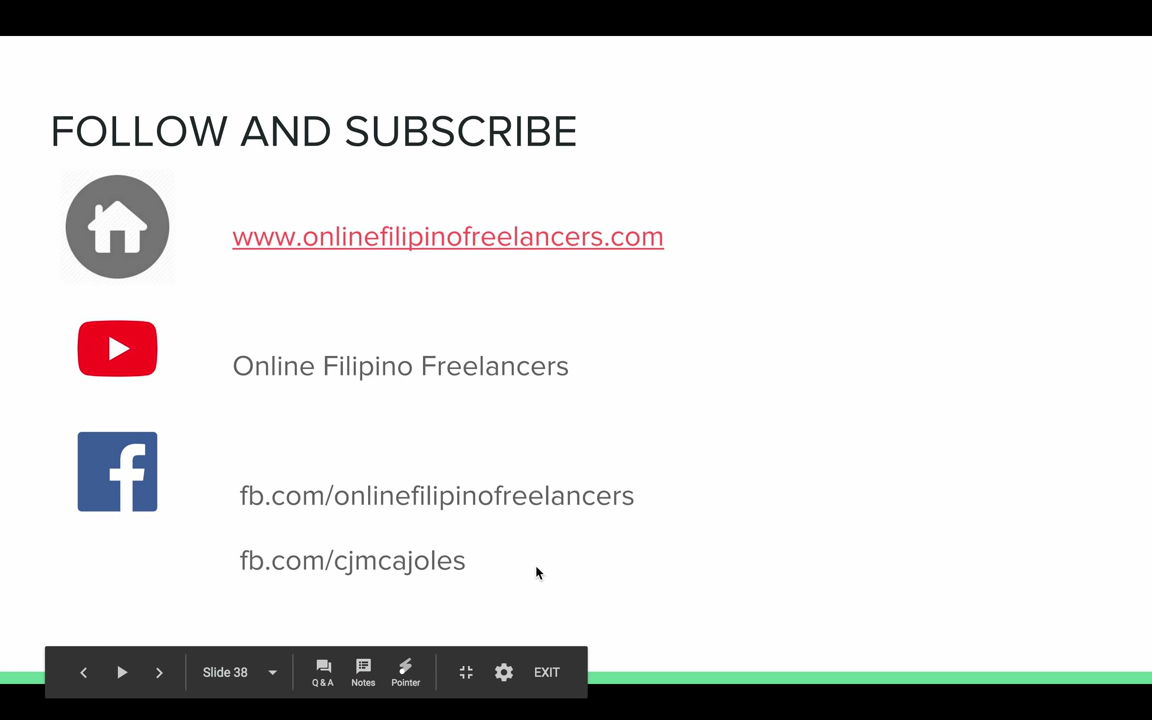 FOLLOW AND SUBSCRIBE
www.onlinefilipinofreelancers.com
Online Filipino Freelancers
fb.com/onlinefilipinofreelancers
fb.com/cjmcajoles
Slide 38
Q & A
Notes
Pointer
EXIT